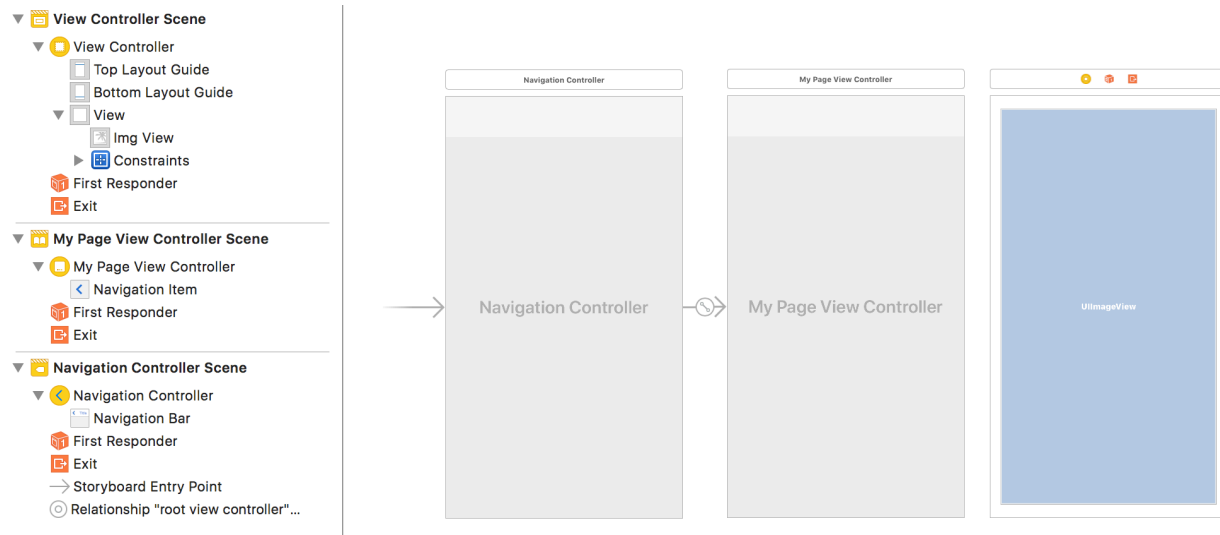 View Controller Scene
View Controller
Top Layout Guide
Bottom Layout Guide
View
Img View
Constraints
First Responder
Exit
My Page View Controller Scene
My Page View Controller
Navigation Item
First Responder
Exit
Navigation Controller Scene
Navigation Controller
Navigation Bar
First Responder
Exit
Storyboard Entry Point
Relationship "root view controller"...
Navigation Controller
Navigation Controller
My Page View Controller
My Page View Controller
UIImageView